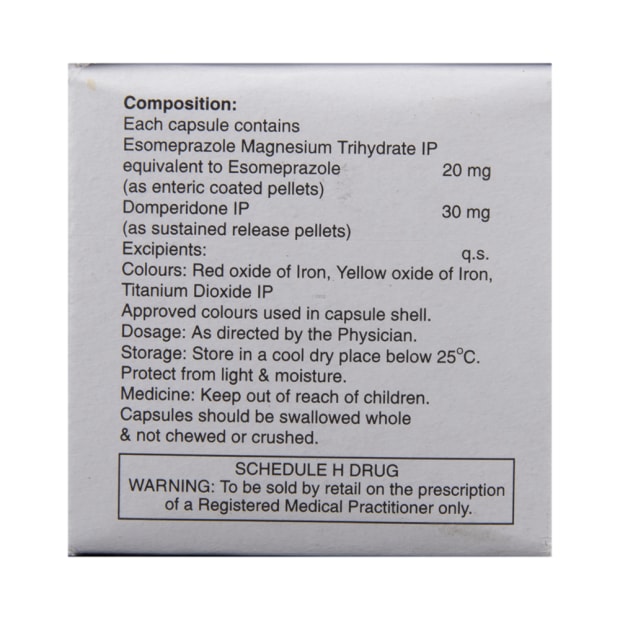 Composition:
Each capsule contains
Esomeprazole Magnesium Trihydrate IP
equivalent to Esomeprazole 20 mg
(as enteric coated pellets)
Domperidone IP 30 mg
(as sustained release pellets)
Excipients: q.s.
Colours: Red oxide of Iron, Yellow oxide of Iron,
Titanium Dioxide IP
Approved colours used in capsule shell.
Dosage: As directed by the Physician.
Storage: Store in a cool dry place below 25°C.
Protect from light & moisture.
Medicine: Keep out of reach of children.
Capsules should be swallowed whole
& not chewed or crushed.
SCHEDULE H DRUG
WARNING: To be sold by retail on the prescription
of a Registered Medical Practitioner only.